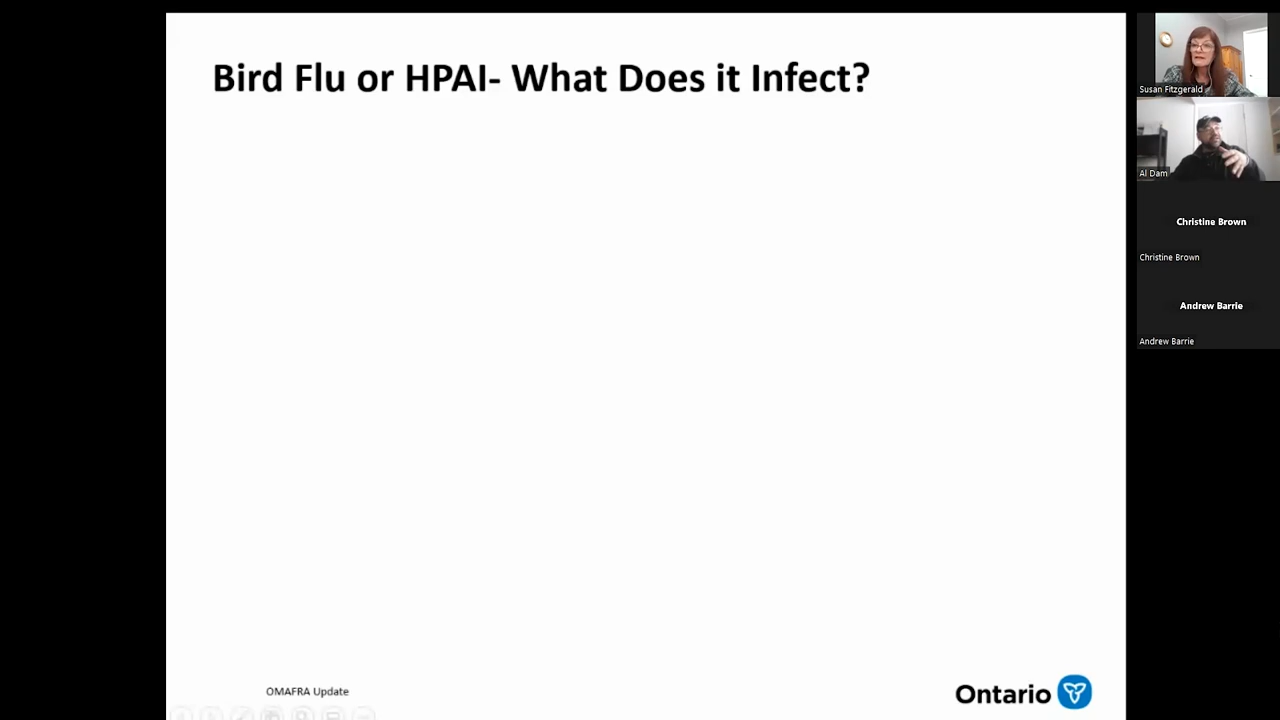 Bird Flu or HPAI- What Does it Infect?
Susan Fitzgerald
Al Dam
Christine Brown
Christine Brown
Andrew Barrie
Andrew Barrie
OMAFRA Update
Ontario